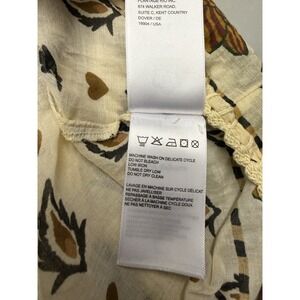 874 WALKER ROAD,
SUITE C, KENT COUNTRY
DOVER / DE
19904 / USA
MACHINE WASH ON DELICATE CYCLE
DO NOT BLEACH
LOW IRON
TUMBLE DRY LOW
DO NOT DRY CLEAN
LAVAGE EN MACHINE SUR CYCLE DÉLICAT
NE PAS JAVELLISER
REPASSAGE À BASSE TEMPÉRATURE
SÉCHER À LA MACHINE CYCLE DOUX
NE PAS NETTOYER À SEC